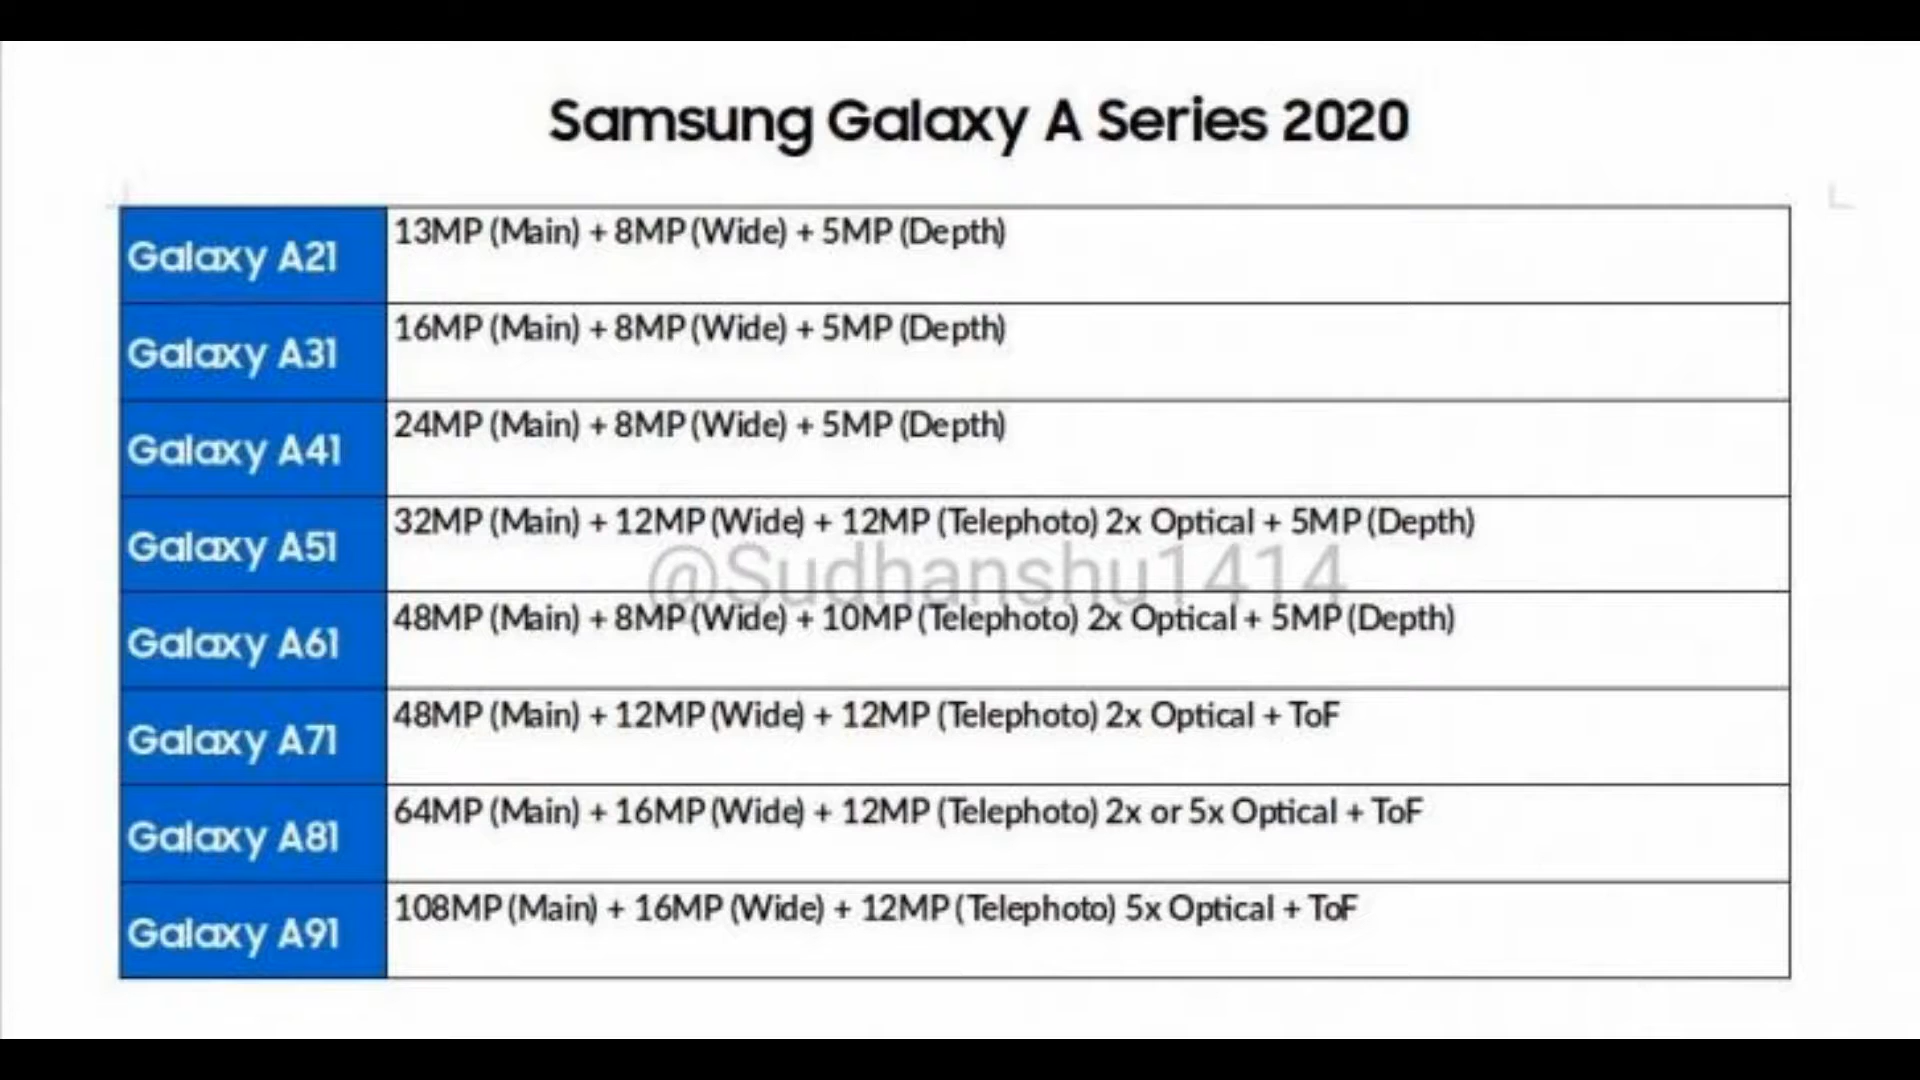 Samsung Galaxy A Series 2020
Galaxy A21
13MP (Main) + 8MP (Wide) + 5MP (Depth)
Galaxy A31
16MP (Main) + 8MP (Wide) + 5MP (Depth)
Galaxy A41
24MP (Main) + 8MP (Wide) + 5MP (Depth)
Galaxy A51
32MP (Main) + 12MP (Wide) + 12MP (Telephoto) 2x Optical + 5MP (Depth)
@Sudhanshu1414
Galaxy A61
48MP (Main) + 8MP (Wide) + 10MP (Telephoto) 2x Optical + 5MP (Depth)
Galaxy A71
48MP (Main) + 12MP (Wide) + 12MP (Telephoto) 2x Optical + ToF
Galaxy A81
64MP (Main) + 16MP (Wide) + 12MP (Telephoto) 2x or 5x Optical + ToF
Galaxy A91
108MP (Main) + 16MP (Wide) + 12MP (Telephoto) 5x Optical + ToF